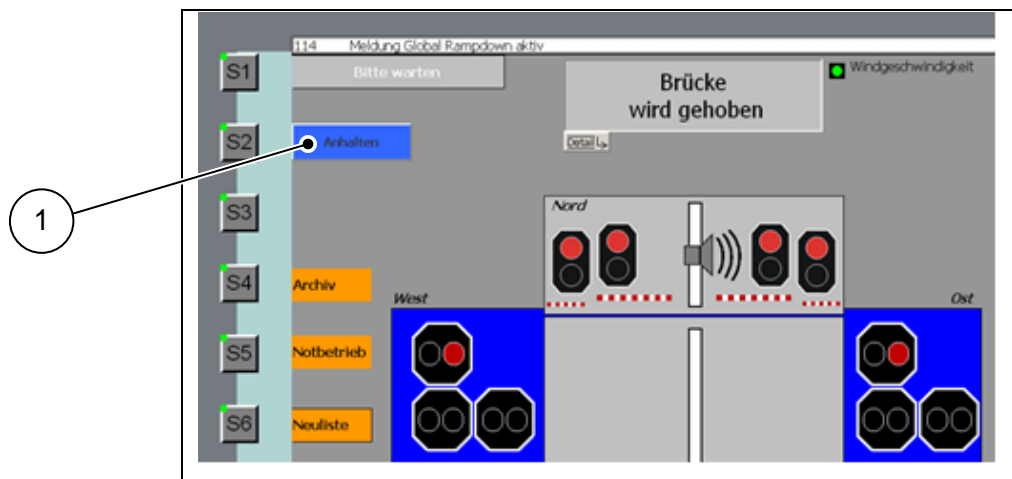 114 Meldung Global Rampdown aktiv
S1 Bitte warten
Brücke
wird gehoben
Windgeschwindigkeit
S2 Anhalten
Detail
1
S3
Nord
S4 Archiv
West
Ost
S5 Notbetrieb
S6 Neuliste